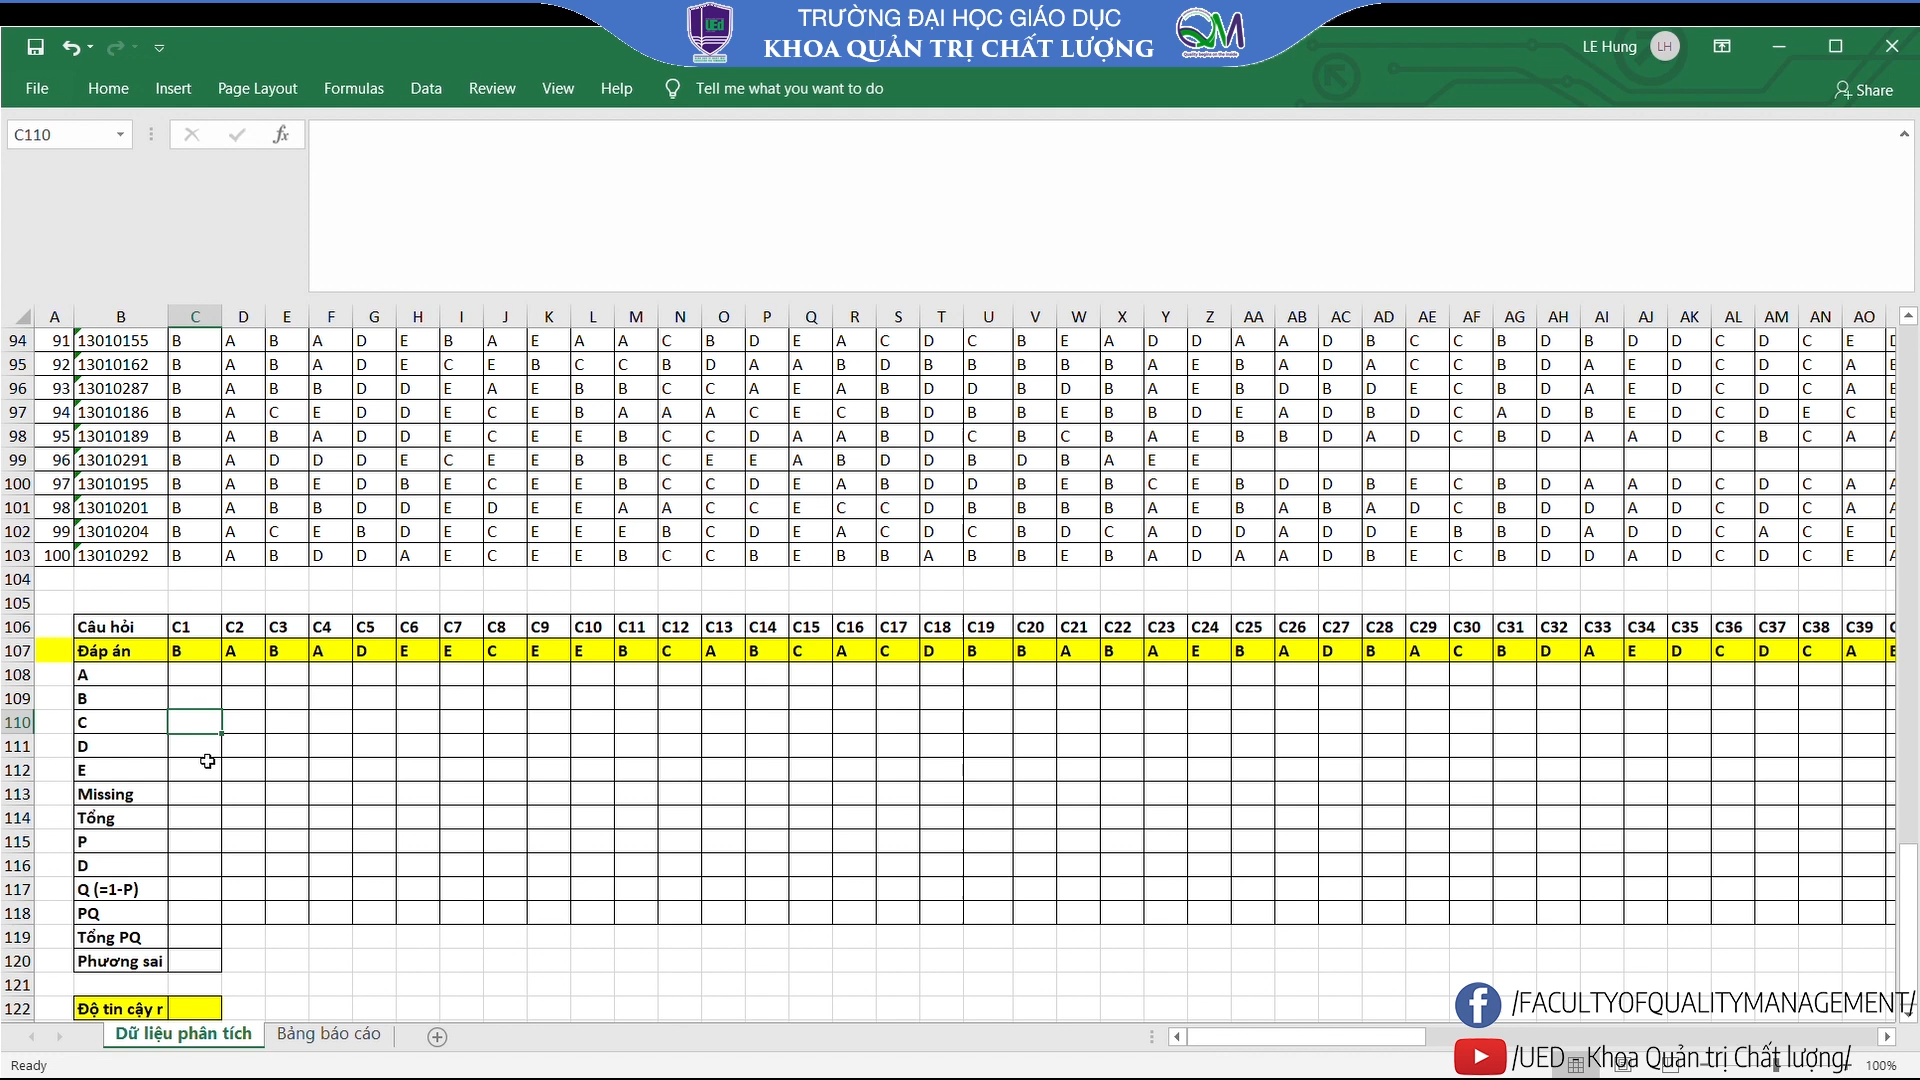 TRƯỜNG ĐẠI HỌC GIÁO DỤC
KHOA QUẢN TRỊ CHẤT LƯỢNG
LE Hung LH
File Home Insert Page Layout Formulas Data Review View Help Tell me what you want to do Share
C110 fx
A B C D E F G H I J K L M N O P Q R S T U V W X Y Z AA AB AC AD AE AF AG AH AI AJ AK AL AM AN AO
94 91 13010155 B A B A D E B A E A A C B D E A C D C B E A D D A A D B C C B D B D D C D C E
95 92 13010162 B A B A D E C E B C C B D A A B D B B B B B A E B A D A C C B D A E D C D C A E
96 93 13010287 B A B B D D E A E B B C C A E A B D D B D B A E B D B D E C B D A E D C D C A E
97 94 13010186 B A C E D D E C E B A A A C E C B D B B E B B D E A D B D C A D B E D C D E C E
98 95 13010189 B A B A D D E C E E B C C D A A B D C B C B A E B B D A D C B D A A D C B C A A
99 96 13010291 B A D D D E C E E B B C E E A B D D B D B A E E
100 97 13010195 B A B E D B E C E E B C C D E A B D D B E B C E B D D B E C B D A A D C D C A A
101 98 13010201 B A B B D D E D E E A A C C E C C D B B B B A E B A B A D C B D D A D C D C A A
102 99 13010204 B A C E B D E C E E E B C D E A C D C B D C A D D A D D E B B D A D D C A C E
103 100 13010292 B A B D D A E C E E B C C B E B B A B B E B A D A A D B E C B D D A D C D C E A
104
105
106 Câu hỏi C1 C2 C3 C4 C5 C6 C7 C8 C9 C10 C11 C12 C13 C14 C15 C16 C17 C18 C19 C20 C21 C22 C23 C24 C25 C26 C27 C28 C29 C30 C31 C32 C33 C34 C35 C36 C37 C38 C39
107 Đáp án B A B A D E E C E E B C A B C A C D B B A B A E B A D B A C B D A E D C D C A E
108 A
109 B
110 C
111 D
112 E
113 Missing
114 Tổng
115 P
116 D
117 Q (=1-P)
118 PQ
119 Tổng PQ
120 Phương sai
121
122 Độ tin cậy r
/FACULTYOFQUALITYMANAGEMENT/
Dữ liệu phân tích Bảng báo cáo
/UED - Khoa Quản trị Chất lượng/
Ready 100%